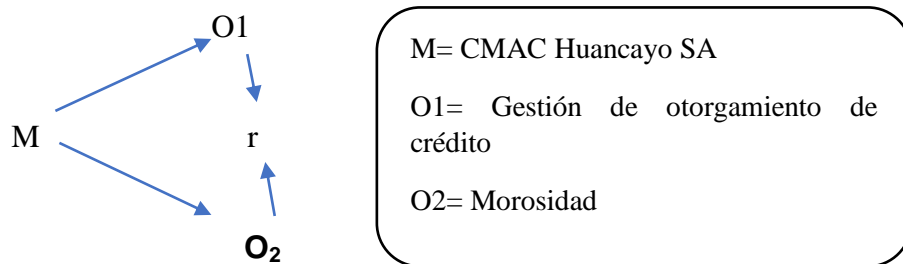 O1
M
r
O₂
M= CMAC Huancayo SA
O1= Gestión de otorgamiento de
crédito
O2= Morosidad